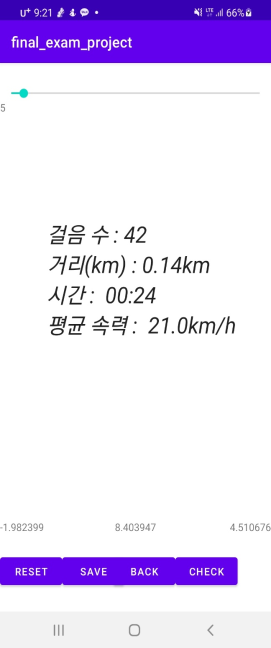 U+ 9:21 LTE 66%
final_exam_project
5
걸음 수 : 42
거리(km) : 0.14km
시간 : 00:24
평균 속력 : 21.0km/h
-1.982399 8.403947 4.510676
RESET SAVE BACK CHECK